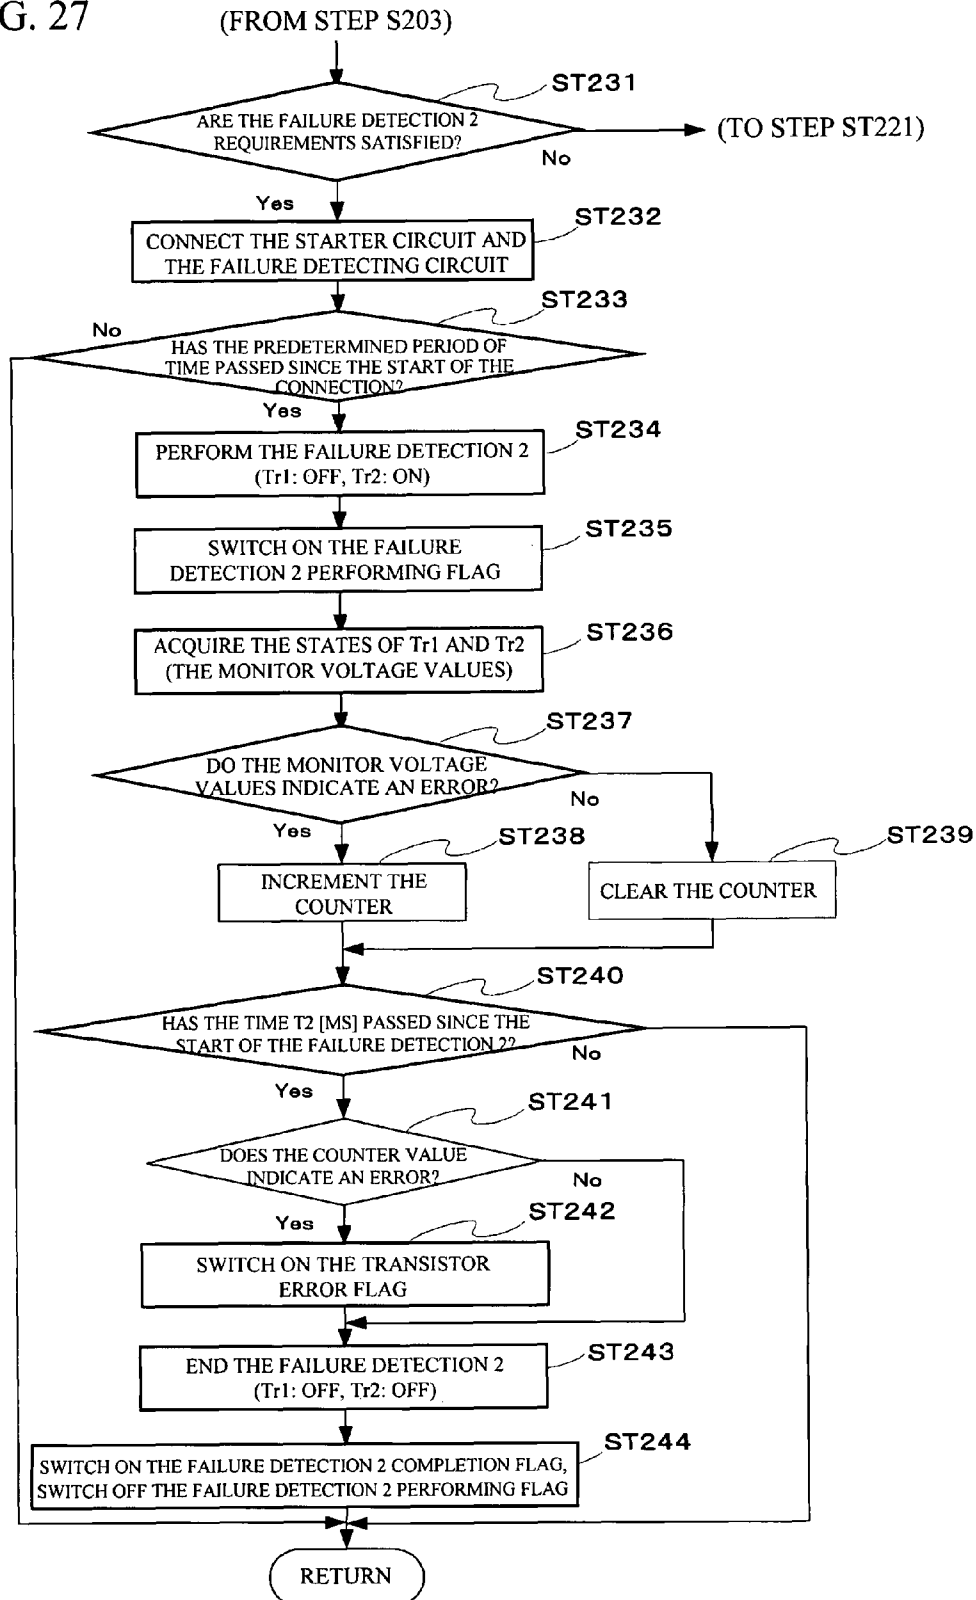 G. 27
(FROM STEP S203)
ST231
ARE THE FAILURE DETECTION 2
REQUIREMENTS SATISFIED?
(TO STEP ST221)
No
Yes
ST232
CONNECT THE STARTER CIRCUIT AND
THE FAILURE DETECTING CIRCUIT
ST233
No
HAS THE PREDETERMINED PERIOD OF
TIME PASSED SINCE THE START OF THE
CONNECTION?
Yes
ST234
PERFORM THE FAILURE DETECTION 2
(Tr1: OFF, Tr2: ON)
ST235
SWITCH ON THE FAILURE
DETECTION 2 PERFORMING FLAG
ST236
ACQUIRE THE STATES OF Tr1 AND Tr2
(THE MONITOR VOLTAGE VALUES)
ST237
DO THE MONITOR VOLTAGE
VALUES INDICATE AN ERROR?
No
Yes
ST238
ST239
INCREMENT THE
COUNTER
CLEAR THE COUNTER
ST240
HAS THE TIME T2 [MS] PASSED SINCE THE
START OF THE FAILURE DETECTION 2?
No
Yes
ST241
DOES THE COUNTER VALUE
INDICATE AN ERROR?
No
Yes
ST242
SWITCH ON THE TRANSISTOR
ERROR FLAG
ST243
END THE FAILURE DETECTION 2
(Tr1: OFF, Tr2: OFF)
ST244
SWITCH ON THE FAILURE DETECTION 2 COMPLETION FLAG,
SWITCH OFF THE FAILURE DETECTION 2 PERFORMING FLAG
RETURN